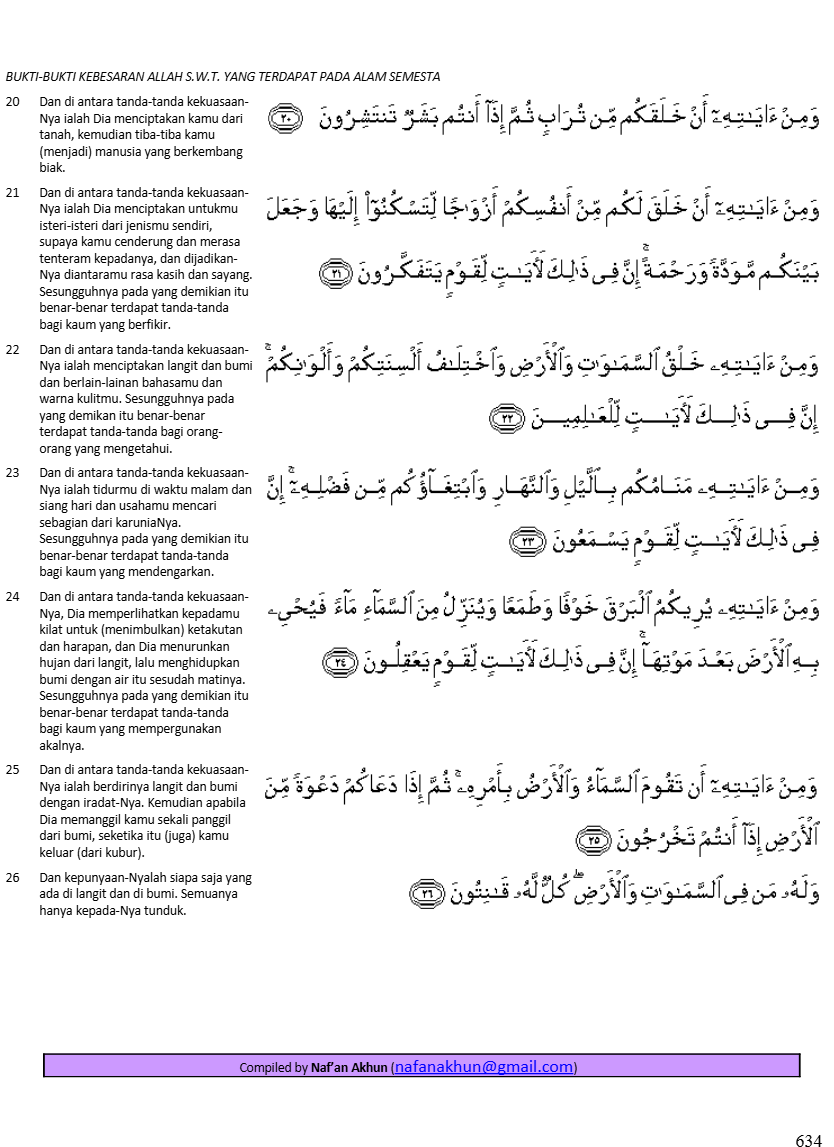 BUKTI-BUKTI KEBESARAN ALLAH S.W.T. YANG TERDAPAT PADA ALAM SEMESTA
20 Dan di antara tanda-tanda kekuasaan-
Nya ialah Dia menciptakan kamu dari
tanah, kemudian tiba-tiba kamu
(menjadi) manusia yang berkembang
biak.
وَمِنْ ءَايَـٰتِهِۦٓ أَنْ خَلَقَكُم مِّن تُرَابٍ ثُمَّ إِذَآ أَنتُم بَشَرٌ تَنتَشِرُونَ ٢٠
21 Dan di antara tanda-tanda kekuasaan-
Nya ialah Dia menciptakan untukmu
isteri-isteri dari jenismu sendiri,
supaya kamu cenderung dan merasa
tenteram kepadanya, dan dijadikan-
Nya diantaramu rasa kasih dan sayang.
Sesungguhnya pada yang demikian itu
benar-benar terdapat tanda-tanda
bagi kaum yang berfikir.
وَمِنْ ءَايَـٰتِهِۦٓ أَنْ خَلَقَ لَكُم مِّنْ أَنفُسِكُمْ أَزْوَٰجًا لِّتَسْكُنُوٓا۟ إِلَيْهَا وَجَعَلَ
بَيْنَكُم مَّوَدَّةً وَرَحْمَةً ۚ إِنَّ فِى ذَٰلِكَ لَـَٔايَـٰتٍ لِّقَوْمٍ يَتَفَكَّرُونَ ٢١
22 Dan di antara tanda-tanda kekuasaan-
Nya ialah menciptakan langit dan bumi
dan berlain-lainan bahasamu dan
warna kulitmu. Sesungguhnya pada
yang demikan itu benar-benar
terdapat tanda-tanda bagi orang-
orang yang mengetahui.
وَمِنْ ءَايَـٰتِهِۦ خَلْقُ ٱلسَّمَـٰوَٰتِ وَٱلْأَرْضِ وَٱخْتِلَـٰفُ أَلْسِنَتِكُمْ وَأَلْوَٰنِكُمْ ۚ
إِنَّ فِى ذَٰلِكَ لَـَٔايَـٰتٍ لِّلْعَـٰلِمِينَ ٢٢
23 Dan di antara tanda-tanda kekuasaan-
Nya ialah tidurmu di waktu malam dan
siang hari dan usahamu mencari
sebagian dari karuniaNya.
Sesungguhnya pada yang demikian itu
benar-benar terdapat tanda-tanda
bagi kaum yang mendengarkan.
وَمِنْ ءَايَـٰتِهِۦ مَنَامُكُم بِٱلَّيْلِ وَٱلنَّهَارِ وَٱبْتِغَآؤُكُم مِّن فَضْلِهِۦٓ ۚ إِنَّ
فِى ذَٰلِكَ لَـَٔايَـٰتٍ لِّقَوْمٍ يَسْمَعُونَ ٢٣
24 Dan di antara tanda-tanda kekuasaan-
Nya, Dia memperlihatkan kepadamu
kilat untuk (menimbulkan) ketakutan
dan harapan, dan Dia menurunkan
hujan dari langit, lalu menghidupkan
bumi dengan air itu sesudah matinya.
Sesungguhnya pada yang demikian itu
benar-benar terdapat tanda-tanda
bagi kaum yang mempergunakan
akalnya.
وَمِنْ ءَايَـٰتِهِۦ يُرِيكُمُ ٱلْبَرْقَ خَوْفًا وَطَمَعًا وَيُنَزِّلُ مِنَ ٱلسَّمَآءِ مَآءً فَيُحْىِۦ
بِهِ ٱلْأَرْضَ بَعْدَ مَوْتِهَآ ۚ إِنَّ فِى ذَٰلِكَ لَـَٔايَـٰتٍ لِّقَوْمٍ يَعْقِلُونَ ٢٤
25 Dan di antara tanda-tanda kekuasaan-
Nya ialah berdirinya langit dan bumi
dengan iradat-Nya. Kemudian apabila
Dia memanggil kamu sekali panggil
dari bumi, seketika itu (juga) kamu
keluar (dari kubur).
وَمِنْ ءَايَـٰتِهِۦٓ أَن تَقُومَ ٱلسَّمَآءُ وَٱلْأَرْضُ بِأَمْرِهِۦ ۚ ثُمَّ إِذَا دَعَاكُمْ دَعْوَةً مِّنَ
ٱلْأَرْضِ إِذَآ أَنتُمْ تَخْرُجُونَ ٢٥
26 Dan kepunyaan-Nyalah siapa saja yang
ada di langit dan di bumi. Semuanya
hanya kepada-Nya tunduk.
وَلَهُۥ مَن فِى ٱلسَّمَـٰوَٰتِ وَٱلْأَرْضِ ۖ كُلٌّ لَّهُۥ قَـٰنِتُونَ ٢٦
Compiled by Naf’an Akhun (nafanakhun@gmail.com)
634